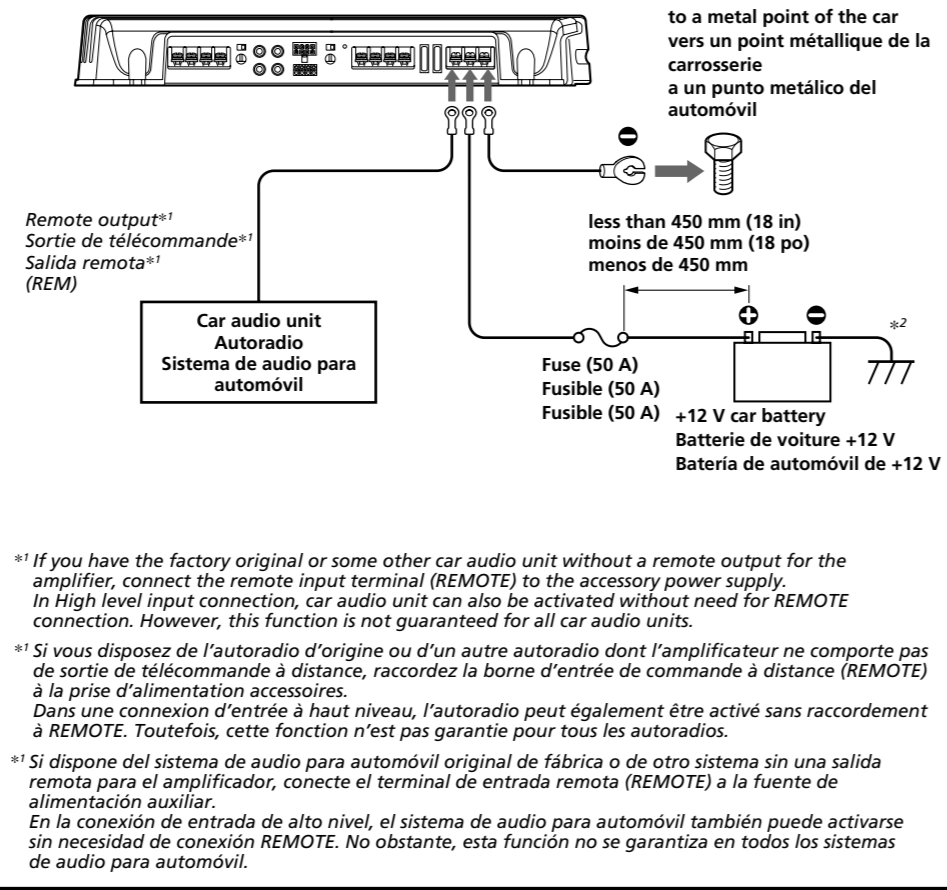 to a metal point of the car
vers un point métallique de la
carrosserie
a un punto metálico del
automóvil
Remote output*1
Sortie de télécommande*1
Salida remota*1
(REM)
less than 450 mm (18 in)
moins de 450 mm (18 po)
menos de 450 mm
Car audio unit
Autoradio
Sistema de audio para
automóvil
*2
Fuse (50 A)
Fusible (50 A)
Fusible (50 A)
+12 V car battery
Batterie de voiture +12 V
Batería de automóvil de +12 V
*1 If you have the factory original or some other car audio unit without a remote output for the
amplifier, connect the remote input terminal (REMOTE) to the accessory power supply.
In High level input connection, car audio unit can also be activated without need for REMOTE
connection. However, this function is not guaranteed for all car audio units.
*1 Si vous disposez de l’autoradio d’origine ou d’un autre autoradio dont l’amplificateur ne comporte pas
de sortie de télécommande à distance, raccordez la borne d’entrée de commande à distance (REMOTE)
à la prise d’alimentation accessoires.
Dans une connexion d’entrée à haut niveau, l’autoradio peut également être activé sans raccordement
à REMOTE. Toutefois, cette fonction n’est pas garantie pour tous les autoradios.
*1 Si dispone del sistema de audio para automóvil original de fábrica o de otro sistema sin una salida
remota para el amplificador, conecte el terminal de entrada remota (REMOTE) a la fuente de
alimentación auxiliar.
En la conexión de entrada de alto nivel, el sistema de audio para automóvil también puede activarse
sin necesidad de conexión REMOTE. No obstante, esta función no se garantiza en todos los sistemas
de audio para automóvil.